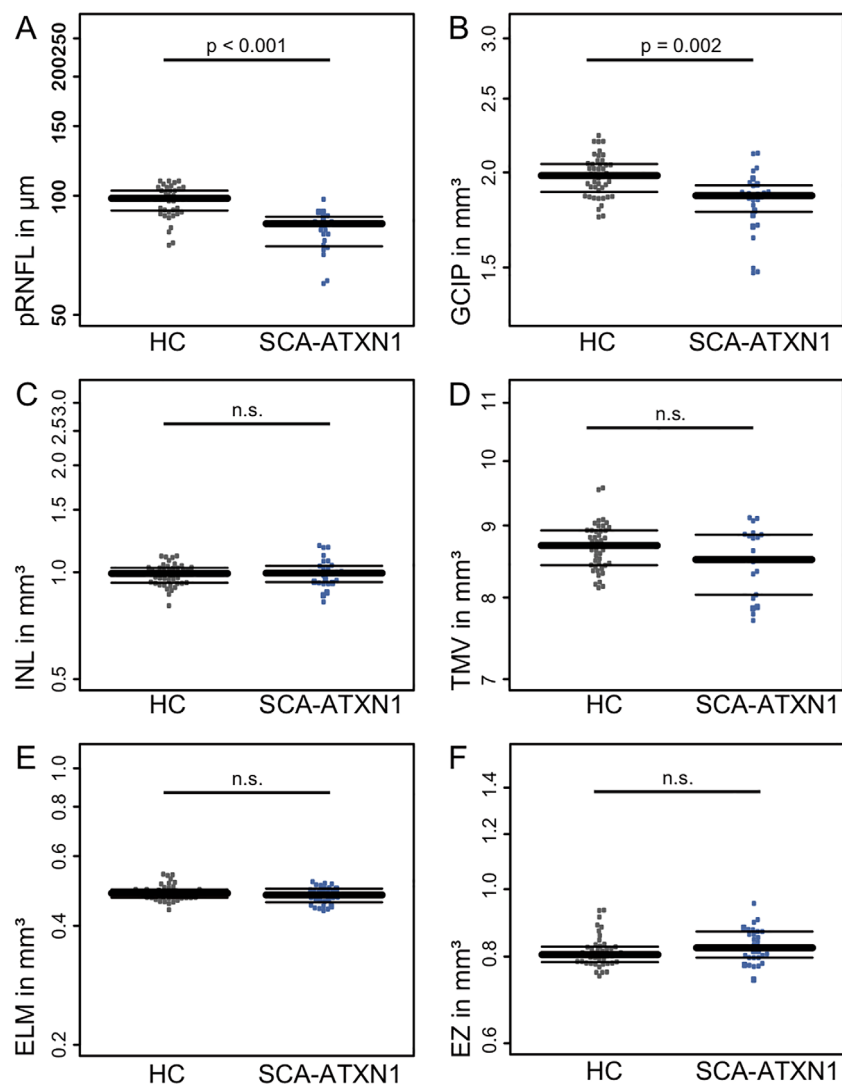 A
pRNFL in µm
50
100
150
200250
p < 0.001
HC
SCA-ATXN1
B
GCIP in mm³
1.5
2.0
2.5
3.0
p = 0.002
HC
SCA-ATXN1
C
INL in mm³
0.5
1.0
1.5
2.0
2.53.0
n.s.
HC
SCA-ATXN1
D
TMV in mm³
7
8
9
10
11
n.s.
HC
SCA-ATXN1
E
ELM in mm³
0.2
0.4
0.6
0.8
1.0
n.s.
HC
SCA-ATXN1
F
EZ in mm³
0.6
0.8
1.0
1.2
1.4
n.s.
HC
SCA-ATXN1